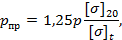 pпр = 1,25p [σ]20 / [σ]t,